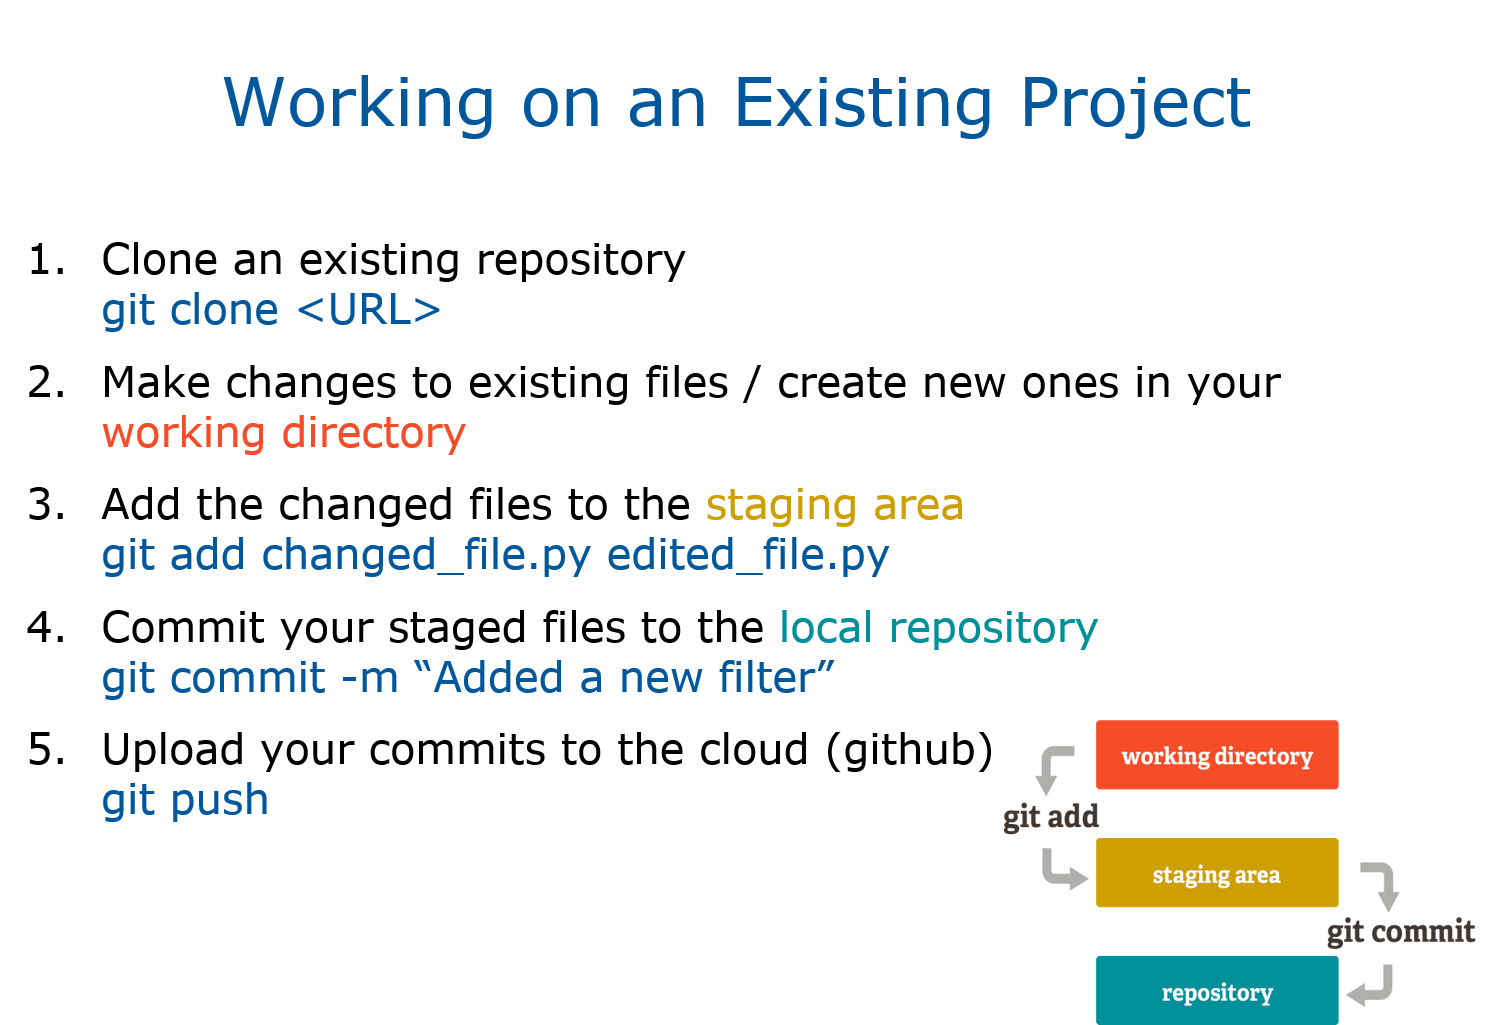 Working on an Existing Project
1. Clone an existing repository
git clone <URL>
2. Make changes to existing files / create new ones in your
working directory
3. Add the changed files to the staging area
git add changed_file.py edited_file.py
4. Commit your staged files to the local repository
git commit -m “Added a new filter”
5. Upload your commits to the cloud (github)
git push
working directory
git add
staging area
git commit
repository